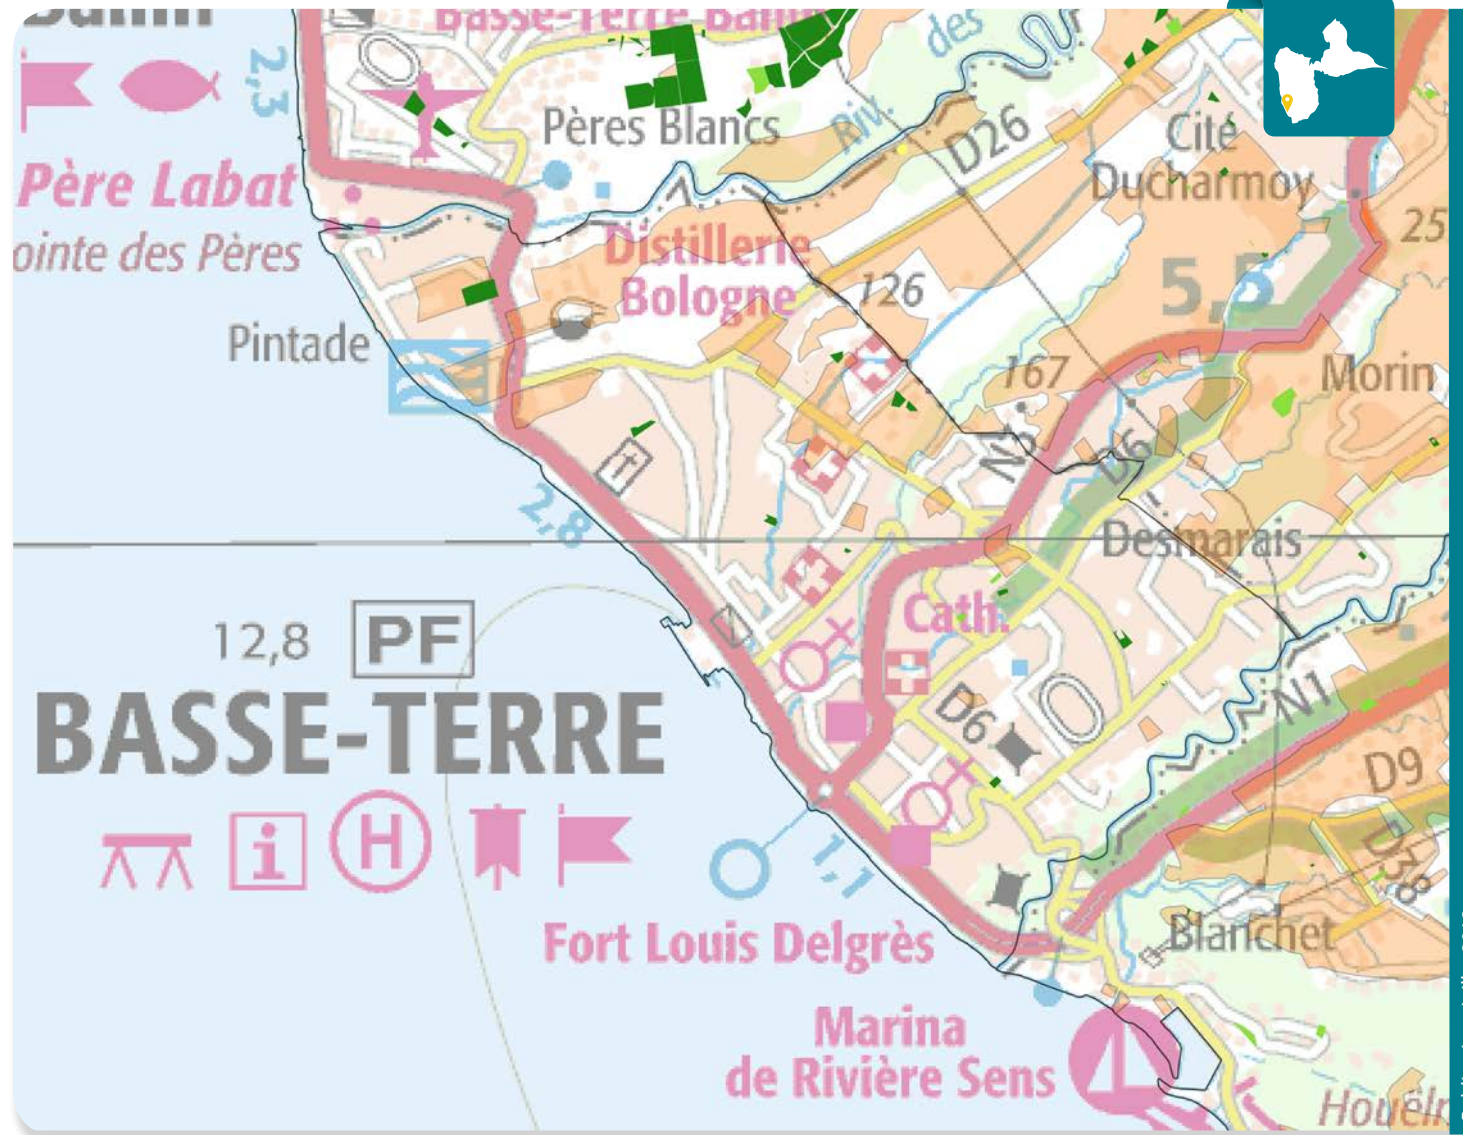 Basse-Terre
des
2,3
Riv.
Pères Blancs
D26
Cité
Ducharmoy
Père Labat
ointe des Pères
25
Distillerie
Bologne
126
5,5
Pintade
167
Morin
N3
D6
2,8
Desmarais
12,8
PF
Cath.
BASSE-TERRE
D6
N1
D9
i
H
1,1
D38
Fort Louis Delgrès
Blanchet
Marina
de Rivière Sens
Houël